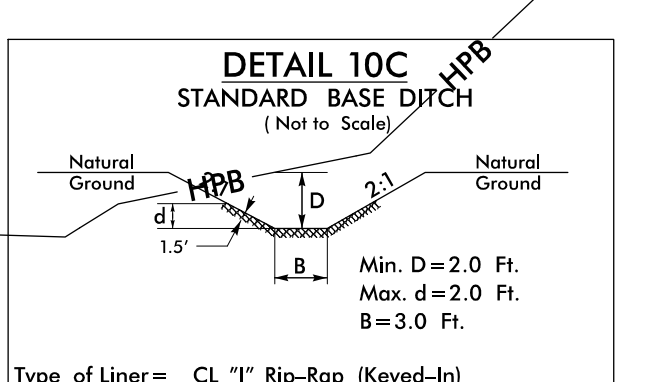 DETAIL 10C
HPB
STANDARD BASE DITCH
( Not to Scale)
Natural
Ground
Natural
Ground
HPB
2:1
D
d
1.5'
B
Min. D=2.0 Ft.
Max. d=2.0 Ft.
B=3.0 Ft.
Type of Liner= CL "I" Rip-Rap (Keyed-In)